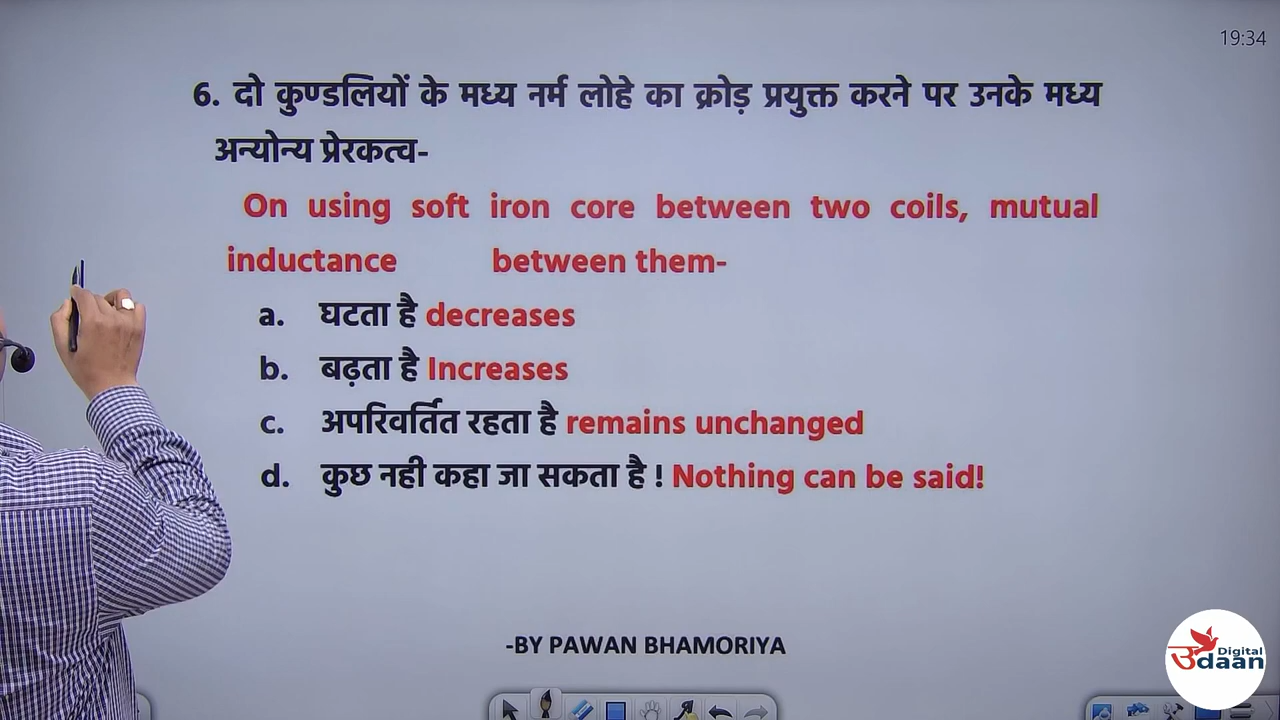 19:34
6. दो कुण्डलियों के मध्य नर्म लोहे का क्रोड़ प्रयुक्त करने पर उनके मध्य
अन्योन्य प्रेरकत्व-
On using soft iron core between two coils, mutual
inductance between them-
a. घटता है decreases
b. बढ़ता है Increases
c. अपरिवर्तित रहता है remains unchanged
d. कुछ नही कहा जा सकता है ! Nothing can be said!
-BY PAWAN BHAMORIYA
Digital
उdaan